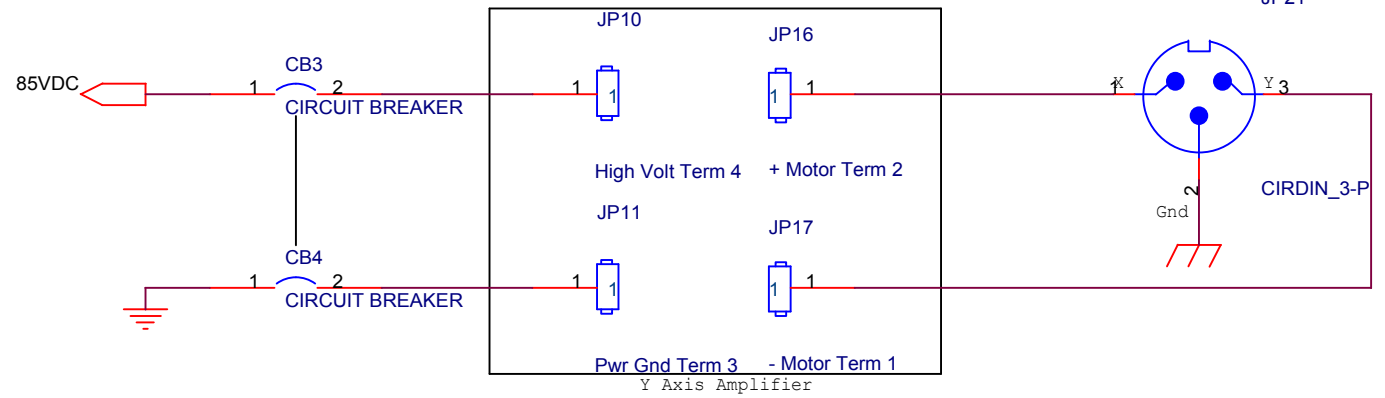 JP10
JP16
CB3
85VDC
1
2
1
1
1
1
1
X
Y
3
CIRCUIT BREAKER
High Volt Term 4
+ Motor Term 2
2
CIRDIN_3-P
Gnd
JP11
JP17
CB4
1
2
1
1
1
1
CIRCUIT BREAKER
Pwr Gnd Term 3
- Motor Term 1
Y Axis Amplifier